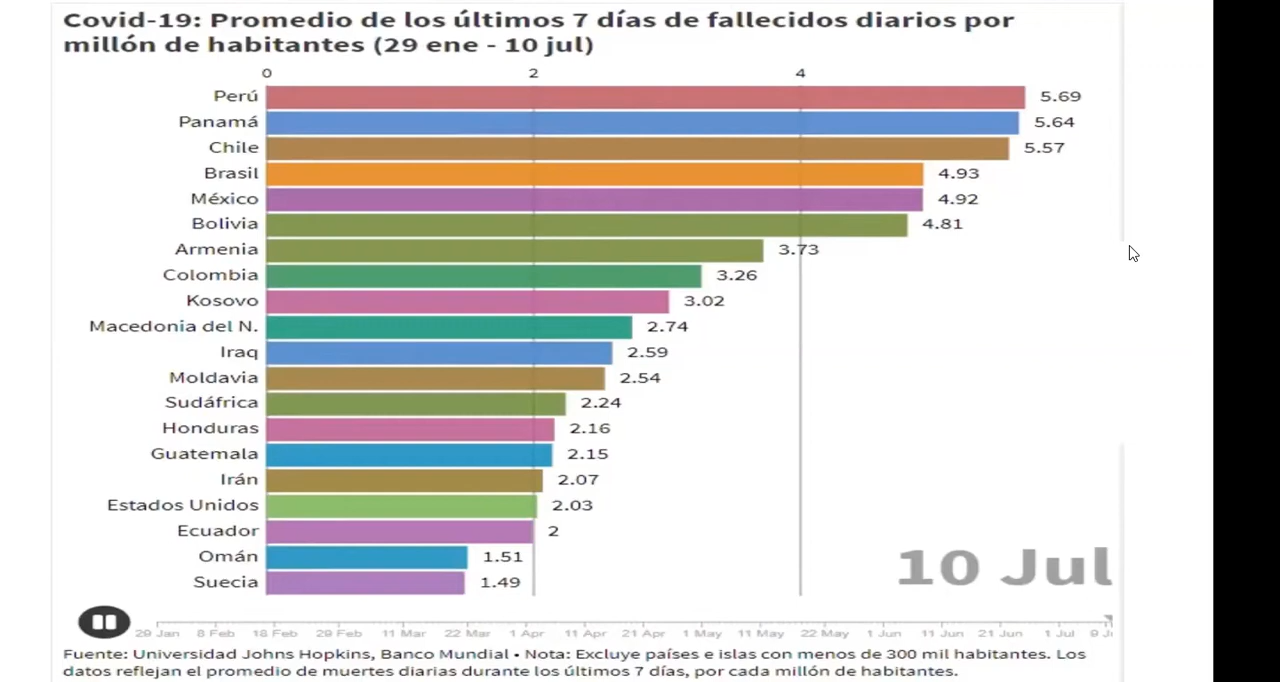 Covid-19: Promedio de los últimos 7 días de fallecidos diarios por
millón de habitantes (29 ene - 10 jul)
0 2 4
Perú 5.69
Panamá 5.64
Chile 5.57
Brasil 4.93
México 4.92
Bolivia 4.81
Armenia 3.73
Colombia 3.26
Kosovo 3.02
Macedonia del N. 2.74
Iraq 2.59
Moldavia 2.54
Sudáfrica 2.24
Honduras 2.16
Guatemala 2.15
Irán 2.07
Estados Unidos 2.03
Ecuador 2
Omán 1.51
Suecia 1.49
10 Jul
29 Jan 8 Feb 18 Feb 29 Feb 11 Mar 22 Mar 1 Apr 11 Apr 21 Apr 1 May 11 May 22 May 1 Jun 11 Jun 21 Jun 1 Jul 9
Fuente: Universidad Johns Hopkins, Banco Mundial • Nota: Excluye países e islas con menos de 300 mil habitantes. Los
datos reflejan el promedio de muertes diarias durante los últimos 7 días, por cada millón de habitantes.